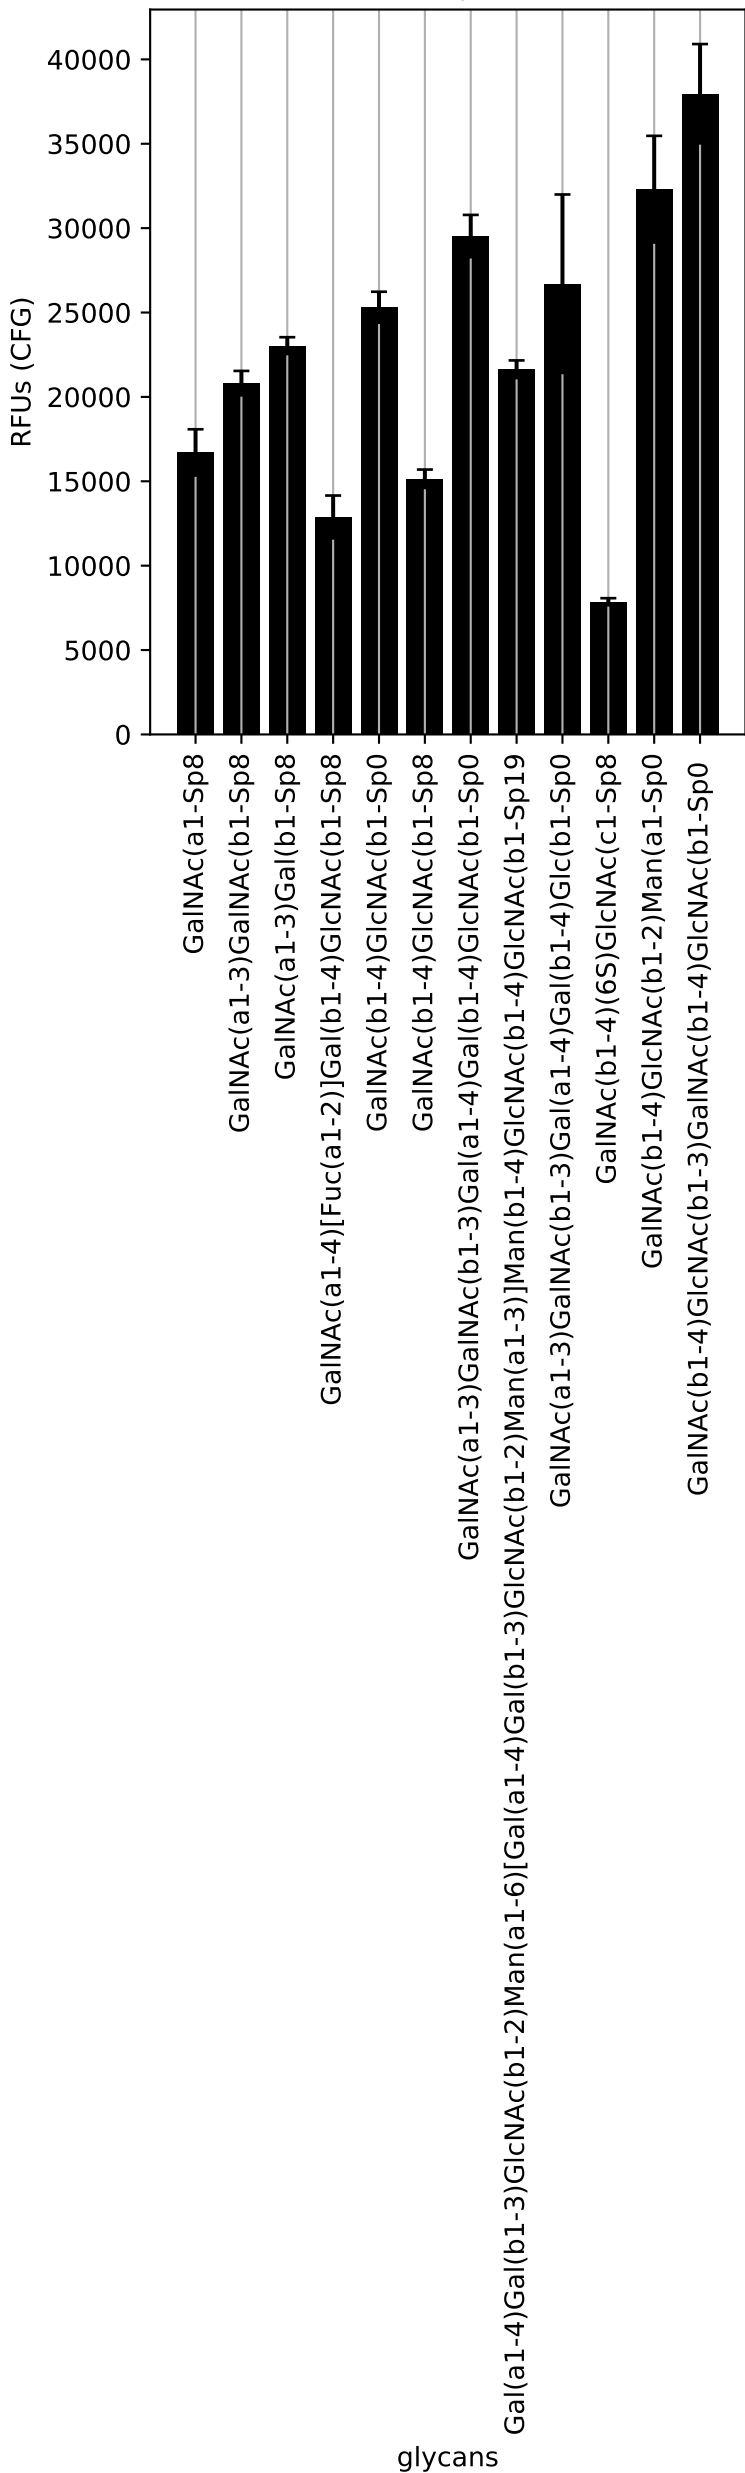 40000
35000
30000
25000
20000
15000
10000
5000
0
RFUs (CFG)
GalNAc(a1-Sp8
GalNAc(a1-3)GalNAc(b1-Sp8
GalNAc(a1-3)Gal(b1-Sp8
GalNAc(a1-4)[Fuc(a1-2)]Gal(b1-4)GlcNAc(b1-Sp8
GalNAc(b1-4)GlcNAc(b1-Sp0
GalNAc(b1-4)GlcNAc(b1-Sp8
GalNAc(a1-3)GalNAc(b1-3)Gal(a1-4)Gal(b1-4)GlcNAc(b1-Sp0
Gal(a1-4)Gal(b1-3)GlcNAc(b1-2)Man(a1-6)[Gal(a1-4)Gal(b1-3)GlcNAc(b1-2)Man(a1-3)]Man(b1-4)GlcNAc(b1-4)GlcNAc(b1-Sp19
GalNAc(a1-3)GalNAc(b1-3)Gal(a1-4)Gal(b1-4)Glc(b1-Sp0
GalNAc(b1-4)(6S)GlcNAc(c1-Sp8
GalNAc(b1-4)GlcNAc(b1-2)Man(a1-Sp0
GalNAc(b1-4)GlcNAc(b1-3)GalNAc(b1-4)GlcNAc(b1-Sp0
glycans